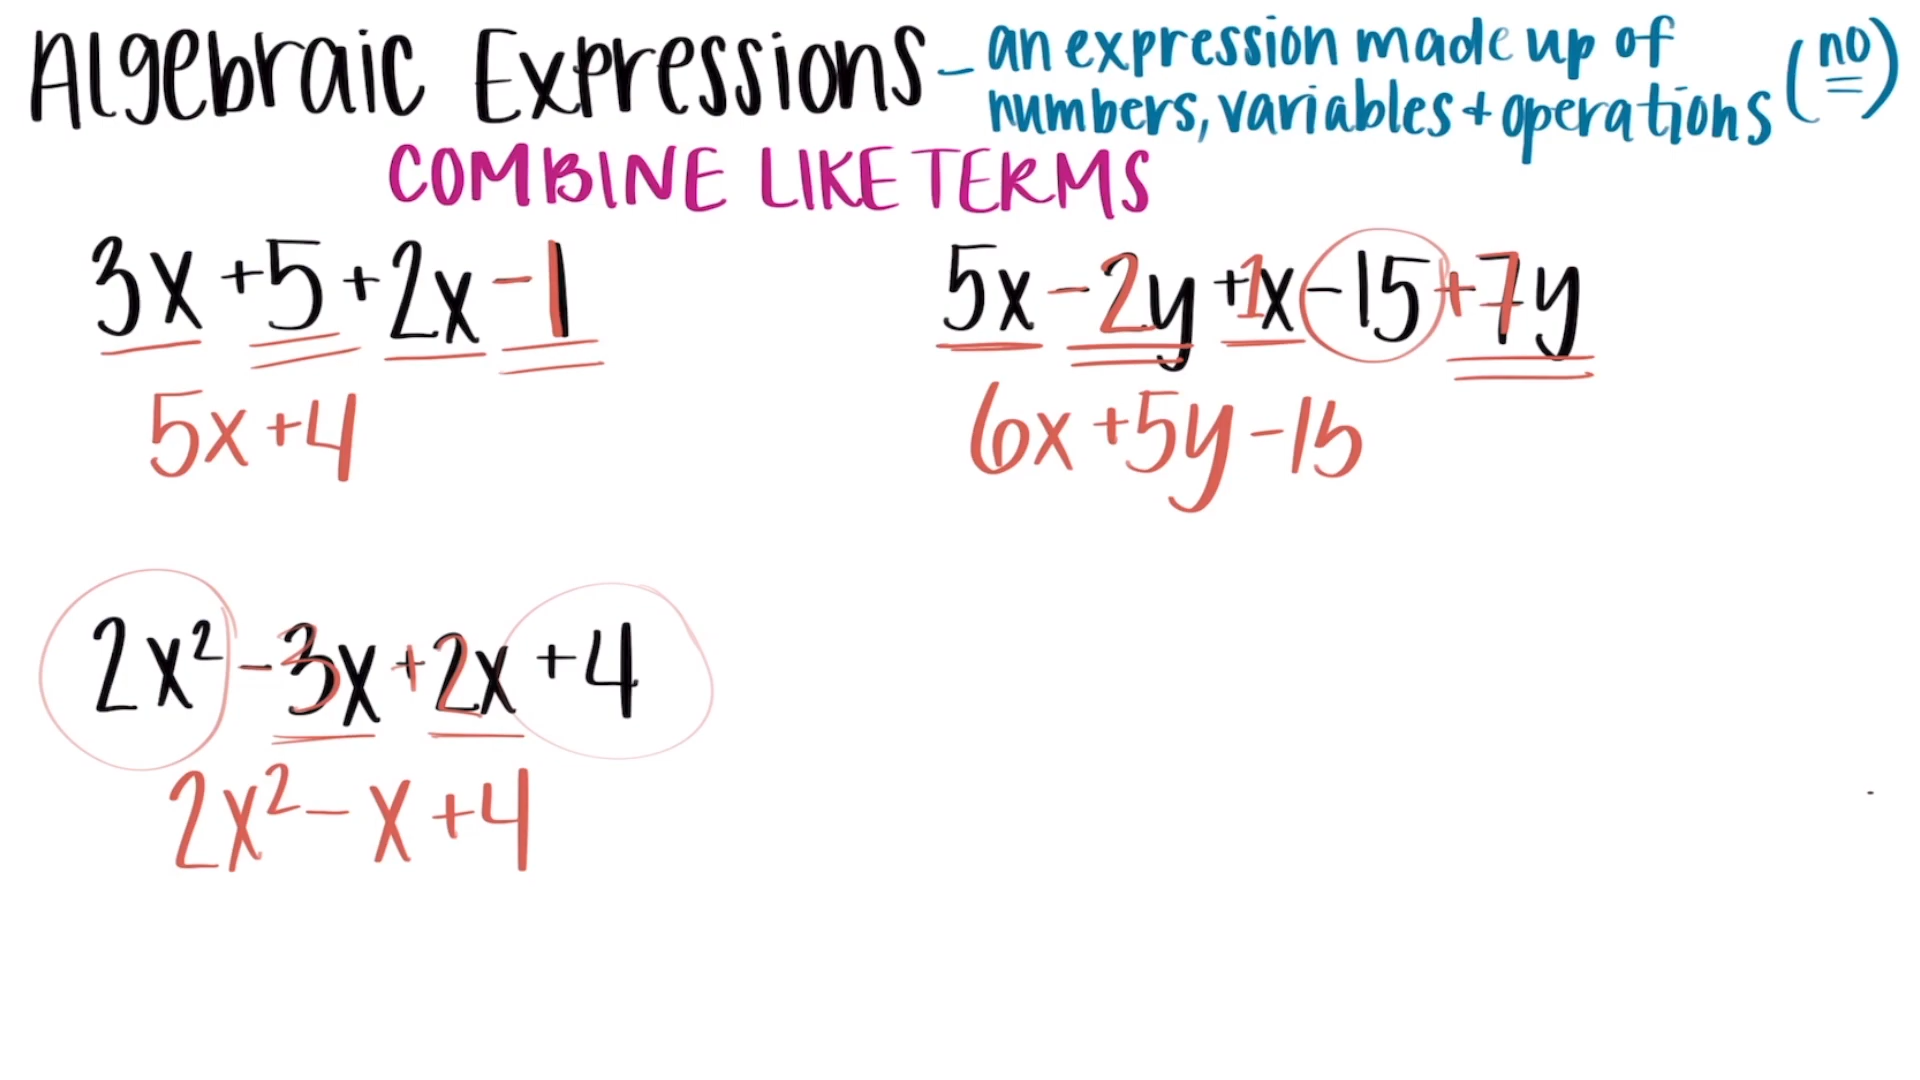 Algebraic Expressions - an expression made up of
numbers, variables + operations (no =)
COMBINE LIKE TERMS
3x + 5 + 2x - 1
5x + 4
5x - 2y + 1x - 15 + 7y
6x + 5y - 15
2x² - 3x + 2x + 4
2x² - x + 4